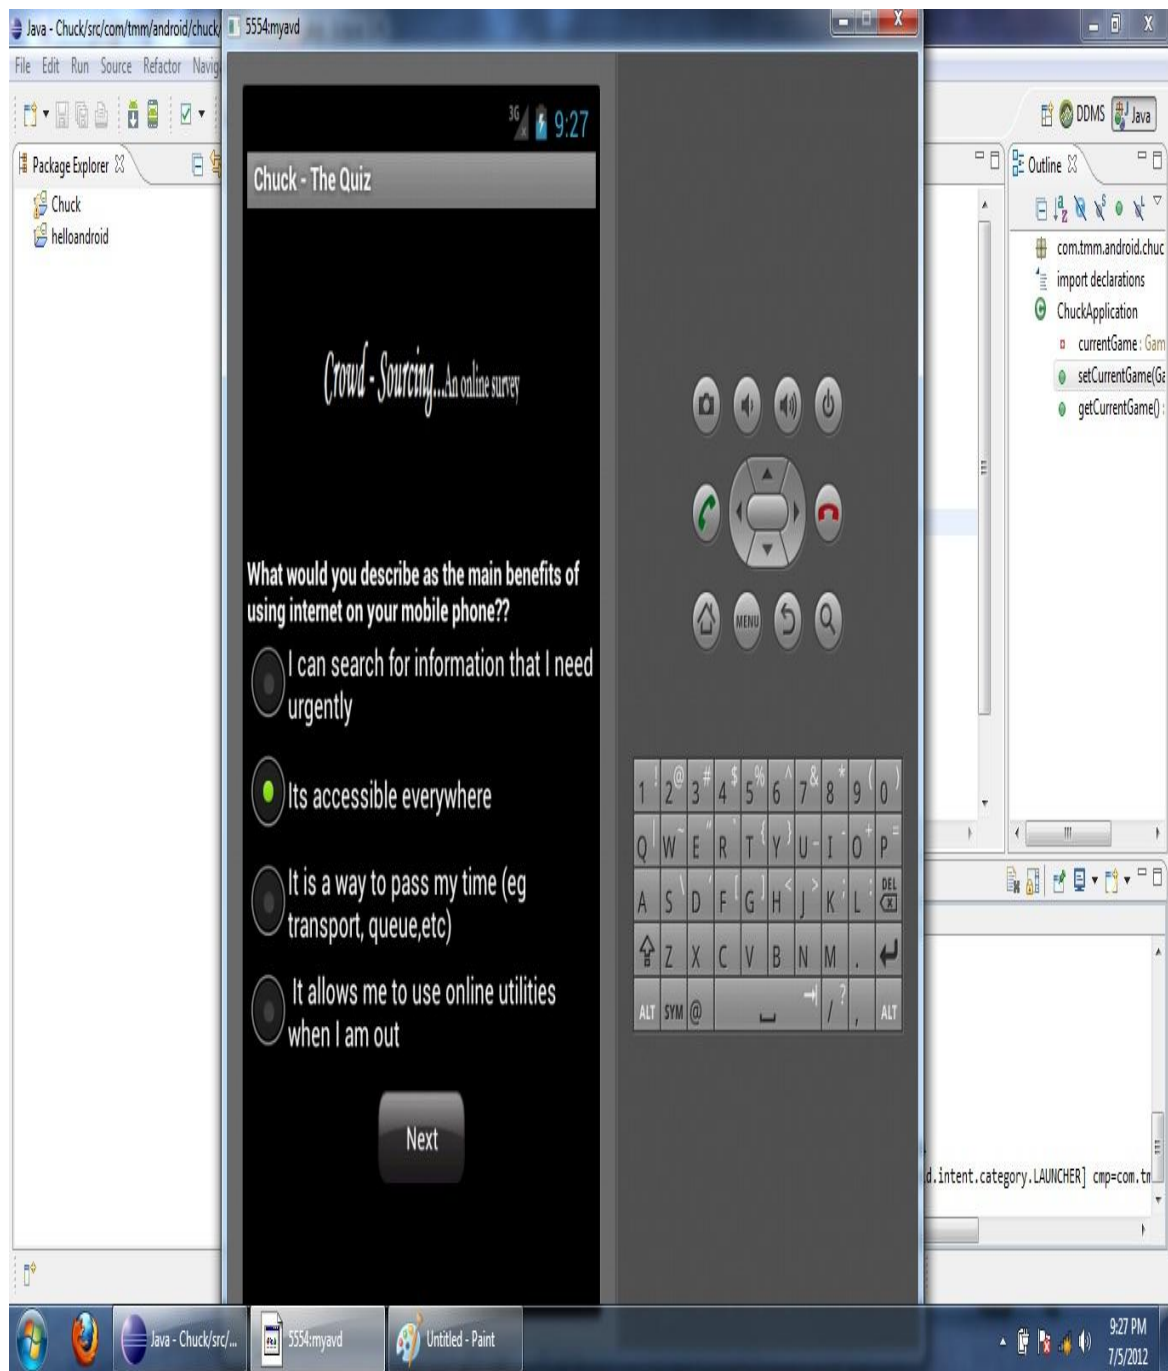 Java - Chuck/src/com/tmm/android/chuck/
5554:myavd
File Edit Run Source Refactor Navig
DDMS
Java
Package Explorer
Chuck
helloandroid
3G 9:27
Chuck - The Quiz
Crowd - Sourcing...An online survey
What would you describe as the main benefits of
using internet on your mobile phone??
I can search for information that I need
urgently
Its accessible everywhere
It is a way to pass my time (eg
transport, queue,etc)
It allows me to use online utilities
when I am out
Next
MENU
1 ! 2 @ 3 # 4 $ 5 % 6 ^ 7 & 8 * 9 ( 0 )
Q | W ~ E " R ` T { Y } U _ I - O + P =
A S \ D ' F [ G ] H < J > K ; L : DEL
Z X C V B N M .
ALT SYM @ / ? , ALT
Outline
com.tmm.android.chuc
import declarations
ChuckApplication
currentGame : Gam
setCurrentGame(Ga
getCurrentGame() :
d.intent.category.LAUNCHER] cmp=com.tm
Java - Chuck/src/...
5554:myavd
Untitled - Paint
9:27 PM
7/5/2012